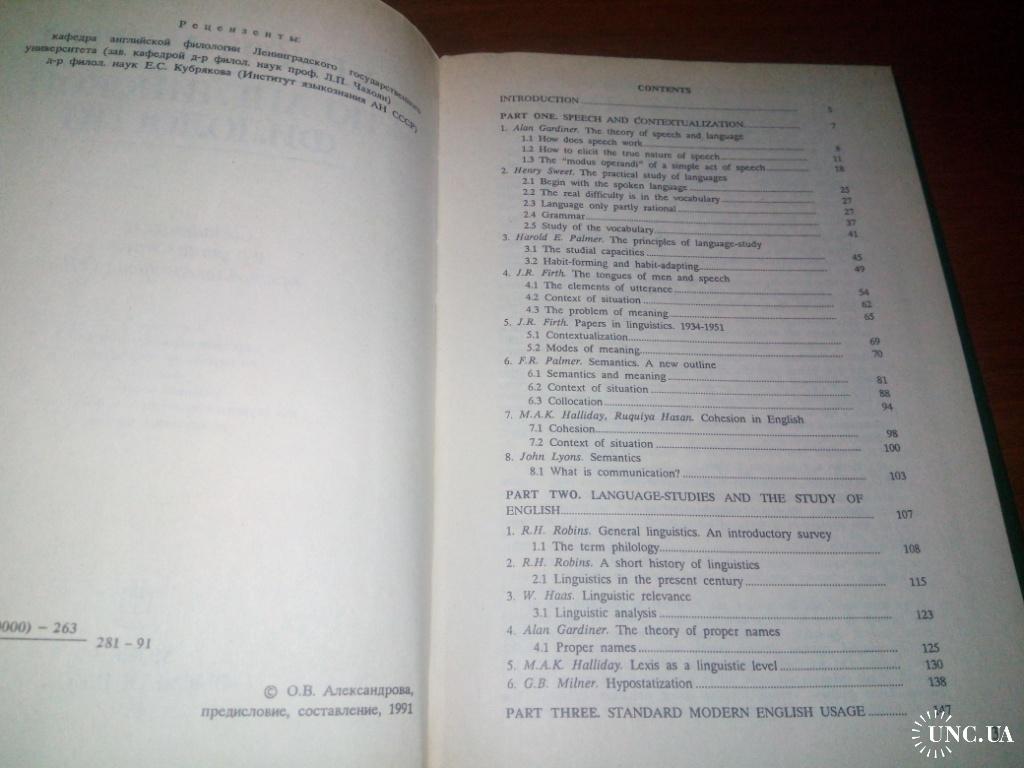 Рецензенты:
кафедра английской филологии Ленинградского государственного
университета (зав. кафедрой д-р филол. наук проф. Л.П. Чахоян)
д-р филол. наук Е.С. Кубрякова (Институт языкознания АН СССР)
000) – 263
281 – 91
© О.В. Александрова,
предисловие, составление, 1991
CONTENTS
INTRODUCTION 5
PART ONE. SPEECH AND CONTEXTUALIZATION 7
1. Alan Gardiner. The theory of speech and language
1.1 How does speech work 8
1.2 How to elicit the true nature of speech 11
1.3 The "modus operandi" of a simple act of speech 18
2. Henry Sweet. The practical study of languages
2.1 Begin with the spoken language 25
2.2 The real difficulty is in the vocabulary 27
2.3 Language only partly rational 27
2.4 Grammar 37
2.5 Study of the vocabulary 41
3. Harold E. Palmer. The principles of language-study
3.1 The studial capacities 45
3.2 Habit-forming and habit-adapting 49
4. J.R. Firth. The tongues of men and speech
4.1 The elements of utterance 54
4.2 Context of situation 62
4.3 The problem of meaning 65
5. J.R. Firth. Papers in linguistics. 1934-1951
5.1 Contextualization 69
5.2 Modes of meaning 70
6. F.R. Palmer. Semantics. A new outline
6.1 Semantics and meaning 81
6.2 Context of situation 88
6.3 Collocation 94
7. M.A.K. Halliday, Ruquiya Hasan. Cohesion in English
7.1 Cohesion 98
7.2 Context of situation 100
8. John Lyons. Semantics
8.1 What is communication? 103
PART TWO. LANGUAGE-STUDIES AND THE STUDY OF
ENGLISH 107
1. R.H. Robins. General linguistics. An introductory survey
1.1 The term philology 108
2. R.H. Robins. A short history of linguistics
2.1 Linguistics in the present century 115
3. W. Haas. Linguistic relevance
3.1 Linguistic analysis 123
4. Alan Gardiner. The theory of proper names
4.1 Proper names 125
5. M.A.K. Halliday. Lexis as a linguistic level 130
6. G.B. Milner. Hypostatization 138
PART THREE. STANDARD MODERN ENGLISH USAGE 147
UNC.UA